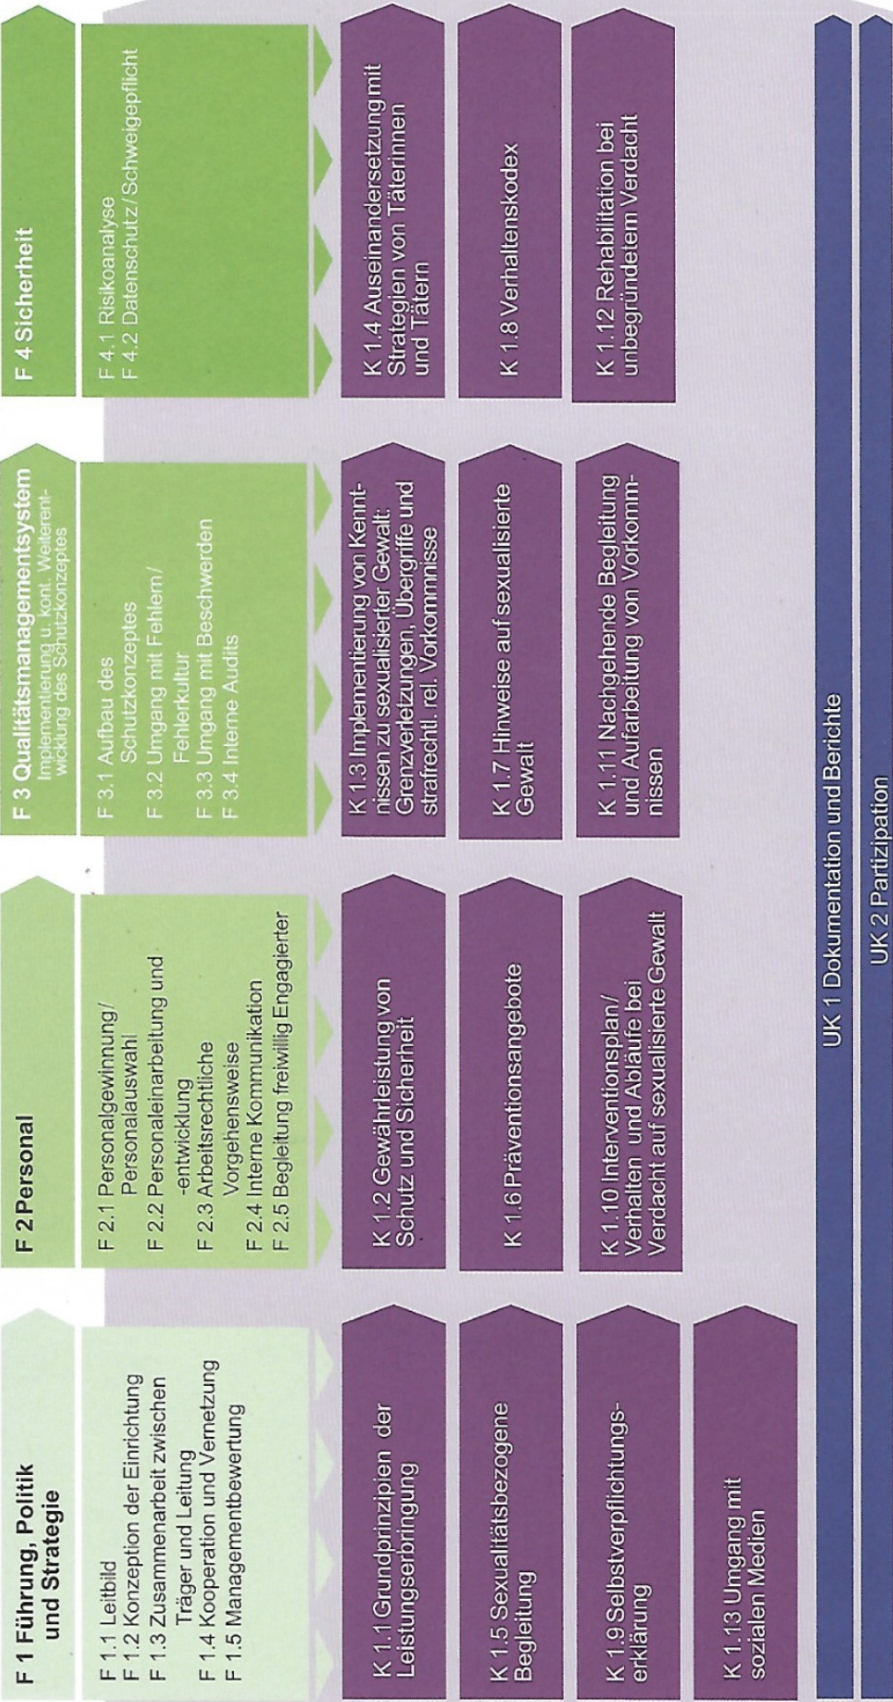 F 1 Führung, Politik
und Strategie
F 1.1 Leitbild
F 1.2 Konzeption der Einrichtung
F 1.3 Zusammenarbeit zwischen
Träger und Leitung
F 1.4 Kooperation und Vernetzung
F 1.5 Managementbewertung
F 2 Personal
F 2.1 Personalgewinnung/
Personalauswahl
F 2.2 Personaleinarbeitung und
-entwicklung
F 2.3 Arbeitsrechtliche
Vorgehensweise
F 2.4 Interne Kommunikation
F 2.5 Begleitung freiwillig Engagierter
F 3 Qualitätsmanagementsystem
Implementierung u. kont. Weiterent-
wicklung des Schutzkonzeptes
F 3.1 Aufbau des
Schutzkonzeptes
F 3.2 Umgang mit Fehlern/
Fehlerkultur
F 3.3 Umgang mit Beschwerden
F 3.4 Interne Audits
F 4 Sicherheit
F 4.1 Risikoanalyse
F 4.2 Datenschutz/Schweigepflicht
K 1.1 Grundprinzipien der
Leistungserbringung
K 1.2 Gewährleistung von
Schutz und Sicherheit
K 1.3 Implementierung von Kennt-
nissen zu sexualisierter Gewalt:
Grenzverletzungen, Übergriffe und
strafrechtl. rel. Vorkommnisse
K 1.4 Auseinandersetzung mit
Strategien von Täterinnen
und Tätern
K 1.5 Sexualitätsbezogene
Begleitung
K 1.6 Präventionsangebote
K 1.7 Hinweise auf sexualisierte
Gewalt
K 1.8 Verhaltenskodex
K 1.9 Selbstverpflichtungs-
erklärung
K 1.10 Interventionsplan/
Verhalten und Abläufe bei
Verdacht auf sexualisierte Gewalt
K 1.11 Nachgehende Begleitung
und Aufarbeitung von Vorkomm-
nissen
K 1.12 Rehabilitation bei
unbegründetem Verdacht
K 1.13 Umgang mit
sozialen Medien
UK 1 Dokumentation und Berichte
UK 2 Partizipation